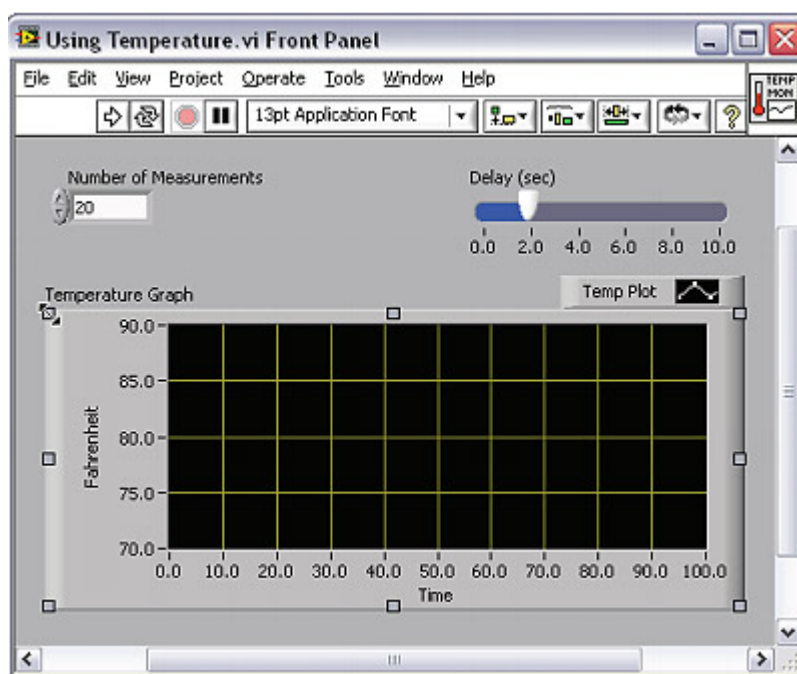 Using Temperature.vi Front Panel
File Edit View Project Operate Tools Window Help
TEMP
MON
13pt Application Font
?
Number of Measurements
20
Delay (sec)
0.0 2.0 4.0 6.0 8.0 10.0
Temperature Graph
Temp Plot
90.0
85.0
80.0
75.0
70.0
Fahrenheit
0.0 10.0 20.0 30.0 40.0 50.0 60.0 70.0 80.0 90.0 100.0
Time